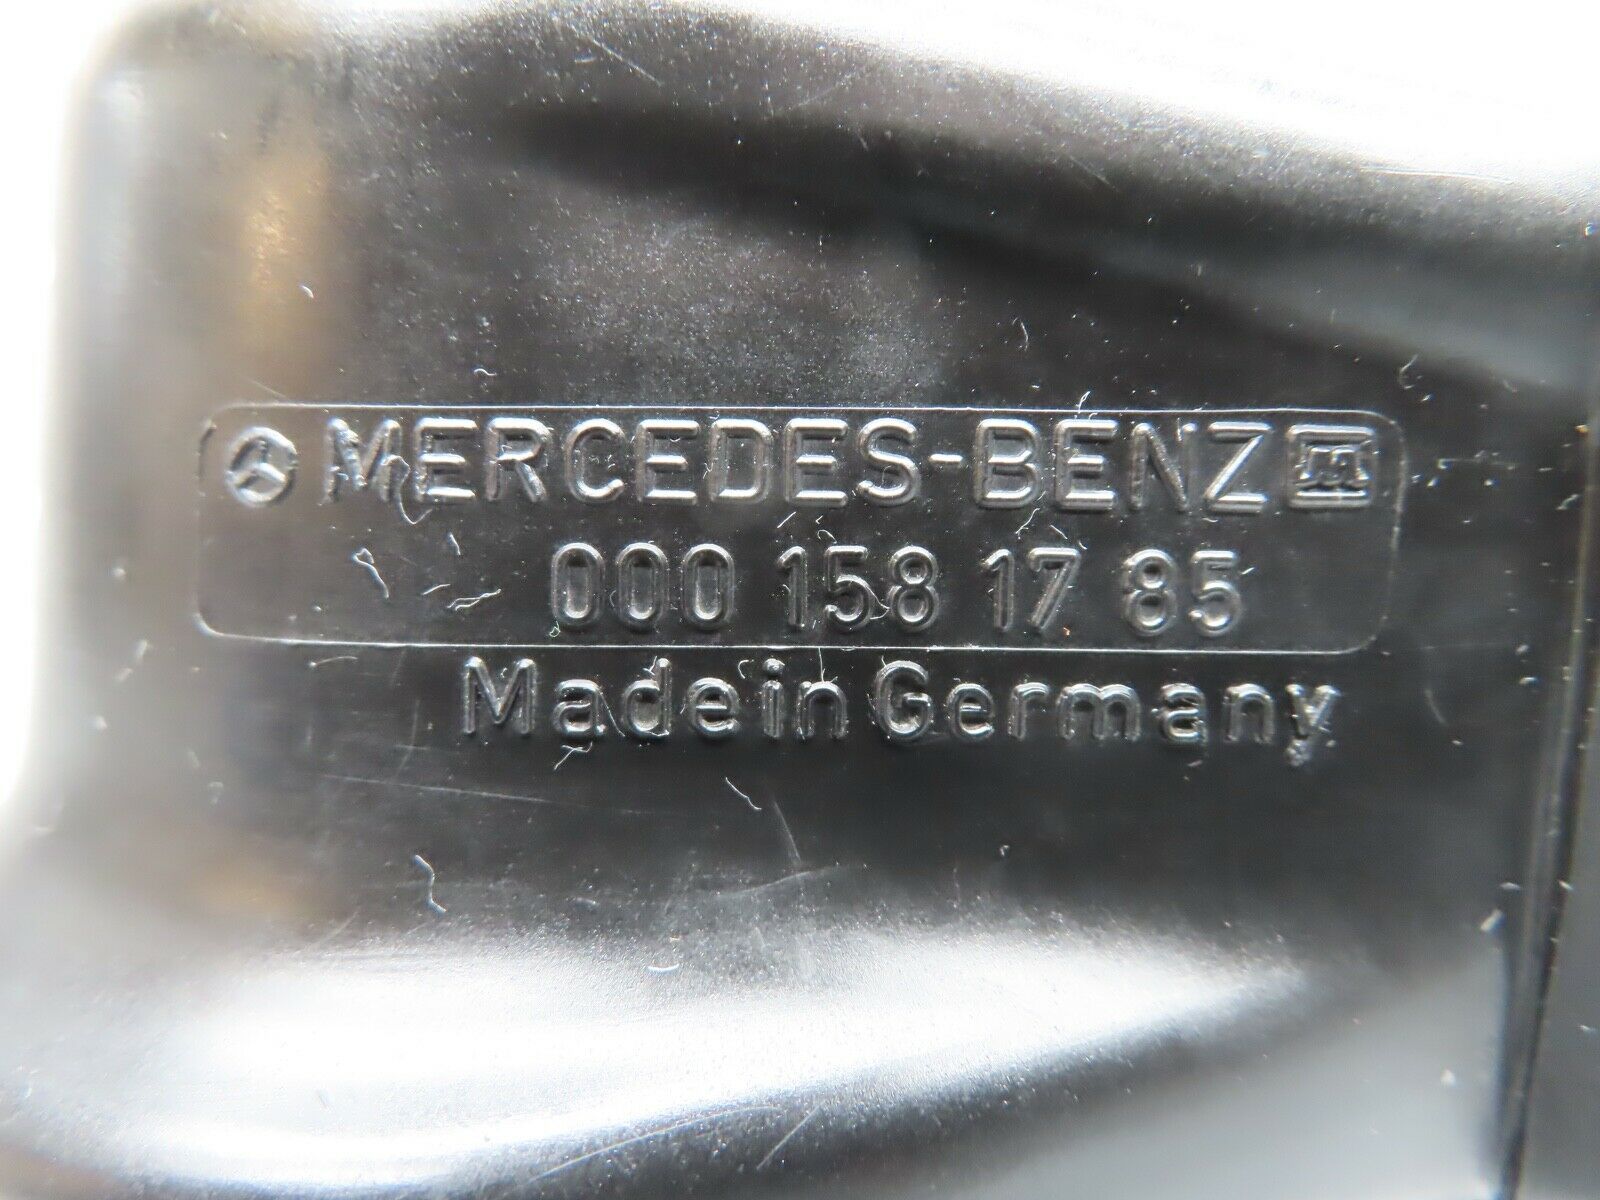 MERCEDES-BENZ
000 158 17 85
Made in Germany